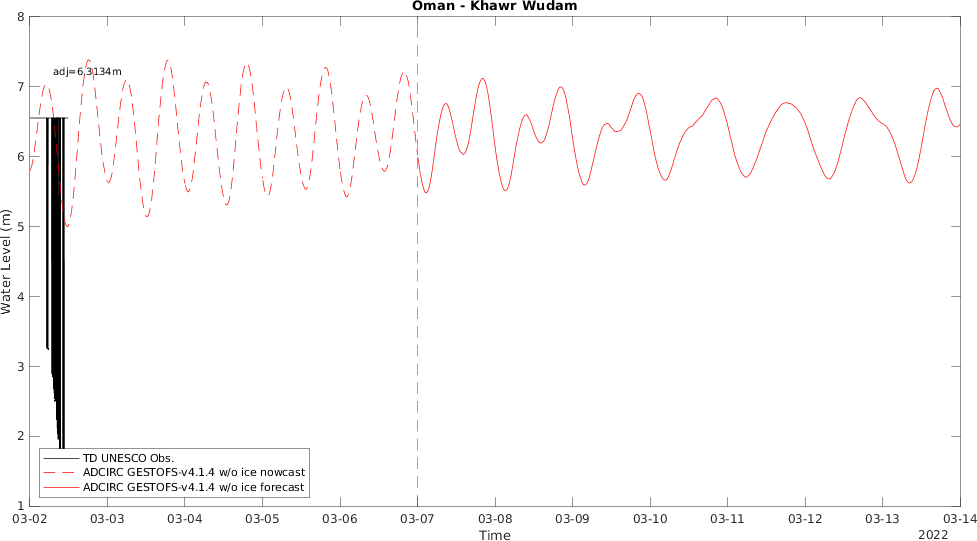 Oman - Khawr Wudam
8
7
6
5
4
3
2
1
Water Level (m)
adj=6.3134m
TD UNESCO Obs.
ADCIRC GESTOFS-v4.1.4 w/o ice nowcast
ADCIRC GESTOFS-v4.1.4 w/o ice forecast
03-02 03-03 03-04 03-05 03-06 03-07 03-08 03-09 03-10 03-11 03-12 03-13 03-14
Time
2022